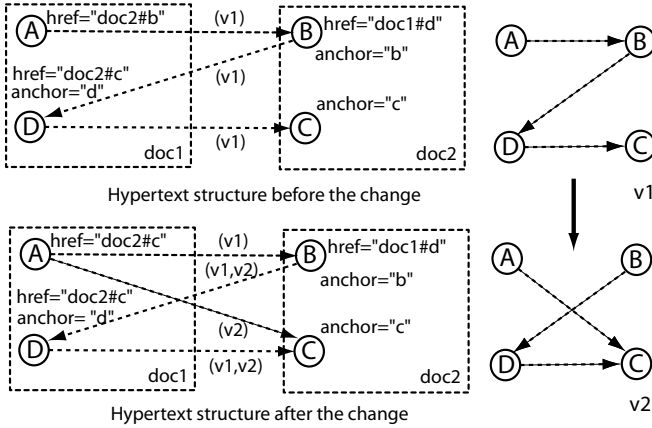 A href="doc2#b" (v1) B href="doc1#d"
anchor="b"
href="doc2#c"
anchor="d" (v1)
anchor="c"
D (v1) C
doc1 doc2
Hypertext structure before the change
A B
D C
v1
A href="doc2#c" (v1) B href="doc1#d"
(v1,v2) anchor="b"
href="doc2#c"
anchor= "d" (v2) anchor="c"
D (v1,v2) C
doc1 doc2
Hypertext structure after the change
A B
D C
v2